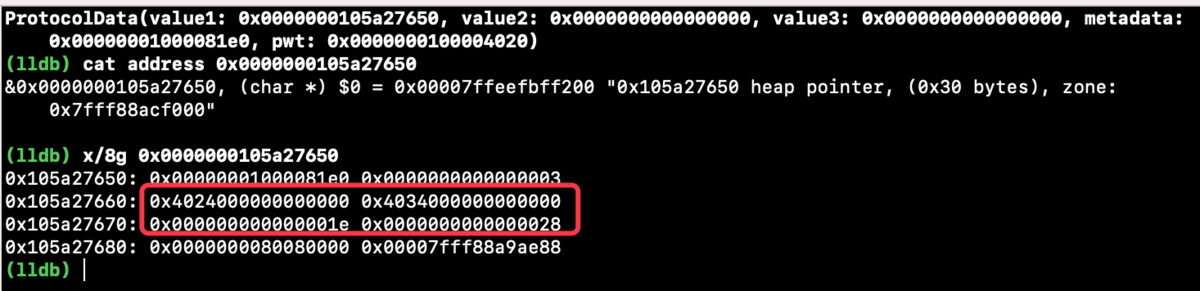 ProtocolData(value1: 0x0000000105a27650, value2: 0x0000000000000000, value3: 0x0000000000000000, metadata:
0x00000001000081e0, pwt: 0x0000000100004020)
(lldb) cat address 0x0000000105a27650
&0x0000000105a27650, (char *) $0 = 0x00007ffeefbff200 "0x105a27650 heap pointer, (0x30 bytes), zone:
0x7fff88acf000"
(lldb) x/8g 0x0000000105a27650
0x105a27650: 0x00000001000081e0 0x0000000000000003
0x105a27660: 0x4024000000000000 0x4034000000000000
0x105a27670: 0x000000000000001e 0x0000000000000028
0x105a27680: 0x0000000080080000 0x00007fff88a9ae88
(lldb)